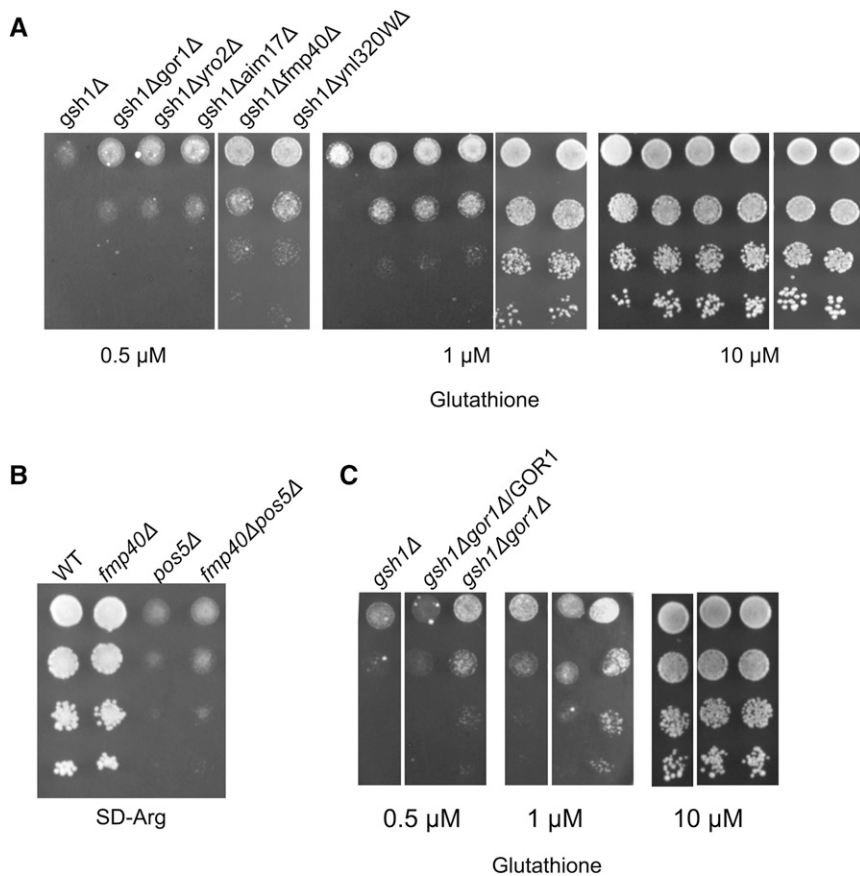 A
gsh1Δ
gsh1Δgor1Δ
gsh1Δyro2Δ
gsh1Δaim17Δ
gsh1Δfmp40Δ
gsh1Δynl320WΔ
0.5 µM
1 µM
10 µM
Glutathione
B
WT
fmp40Δ
pos5Δ
fmp40Δpos5Δ
SD-Arg
C
gsh1Δ
gsh1Δgor1Δ/GOR1
gsh1Δgor1Δ
0.5 µM
1 µM
10 µM
Glutathione